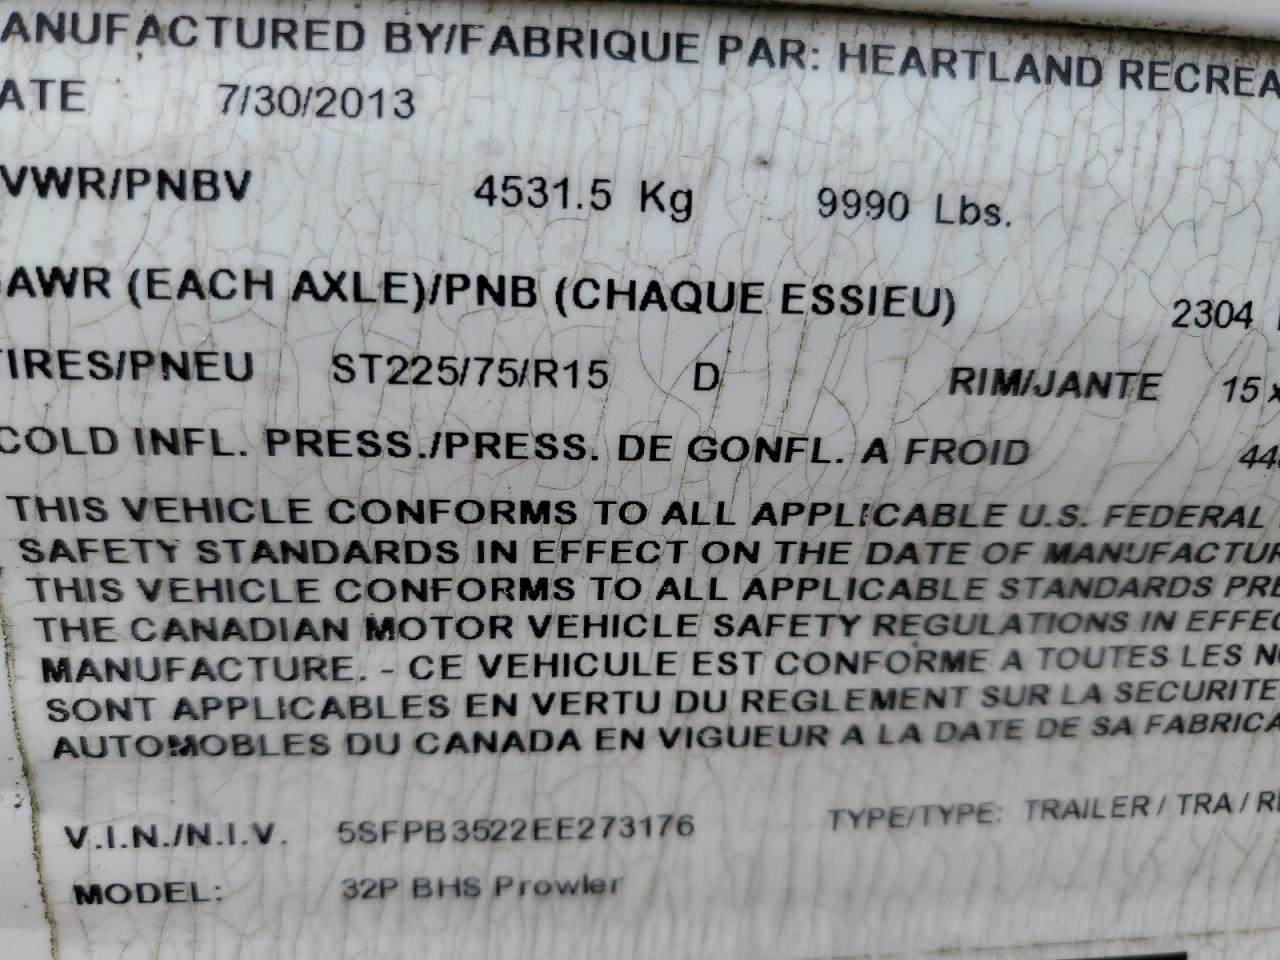 ANUFACTURED BY/FABRIQUE PAR: HEARTLAND RECREA
ATE 7/30/2013
VWR/PNBV 4531.5 Kg 9990 Lbs.
AWR (EACH AXLE)/PNB (CHAQUE ESSIEU) 2304
IRES/PNEU ST225/75/R15 D RIM/JANTE 15 x
COLD INFL. PRESS./PRESS. DE GONFL. A FROID 44
THIS VEHICLE CONFORMS TO ALL APPLICABLE U.S. FEDERAL
SAFETY STANDARDS IN EFFECT ON THE DATE OF MANUFACTUR
THIS VEHICLE CONFORMS TO ALL APPLICABLE STANDARDS PRE
THE CANADIAN MOTOR VEHICLE SAFETY REGULATIONS IN EFFEC
MANUFACTURE. - CE VEHICULE EST CONFORME A TOUTES LES NO
SONT APPLICABLES EN VERTU DU REGLEMENT SUR LA SECURITE
AUTOMOBLES DU CANADA EN VIGUEUR A LA DATE DE SA FABRICA
V.I.N./N.I.V. 5SFPB3522EE273176 TYPE/TYPE: TRAILER / TRA / R
MODEL: 32P BHS Prowler